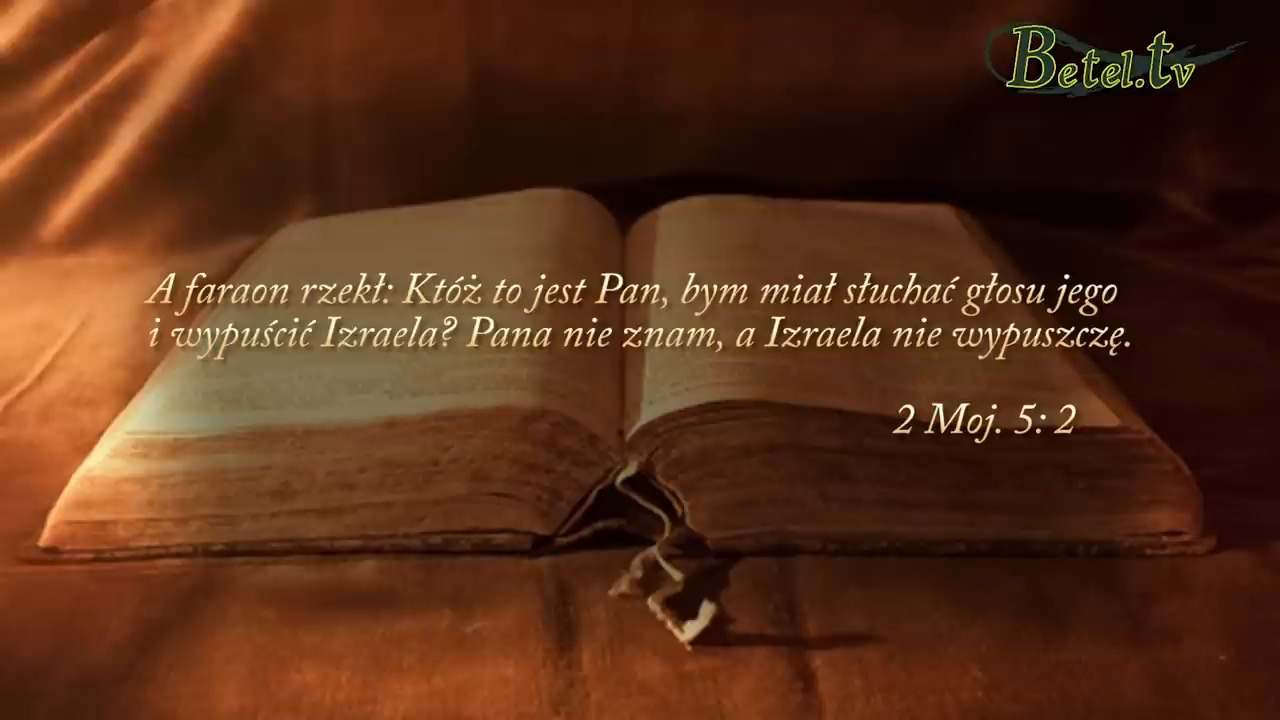 Betel.tv
A faraon rzekł: Któż to jest Pan, bym miał słuchać głosu jego
i wypuścić Izraela? Pana nie znam, a Izraela nie wypuszczę.
2 Moj. 5: 2